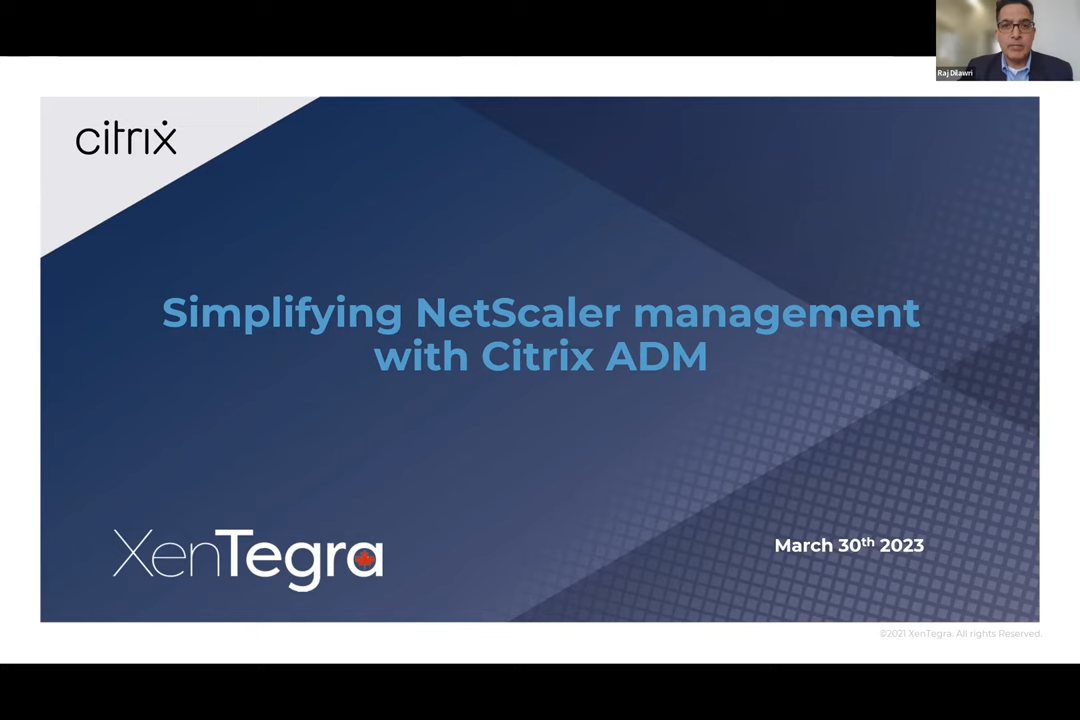 Raj Dilawri
citrix
Simplifying NetScaler management
with Citrix ADM
XenTegra
March 30th 2023
©2021 XenTegra. All rights Reserved.